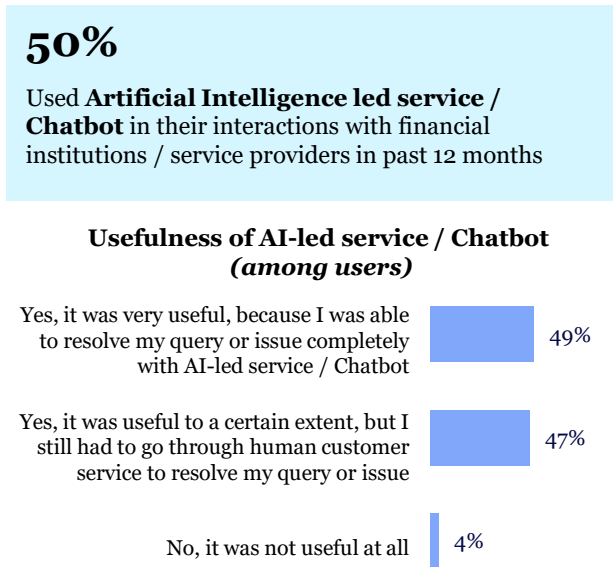 50%
Used Artificial Intelligence led service /
Chatbot in their interactions with financial
institutions / service providers in past 12 months
Usefulness of AI-led service / Chatbot
(among users)
Yes, it was very useful, because I was able
to resolve my query or issue completely
with AI-led service / Chatbot
49%
Yes, it was useful to a certain extent, but I
still had to go through human customer
service to resolve my query or issue
47%
No, it was not useful at all
4%